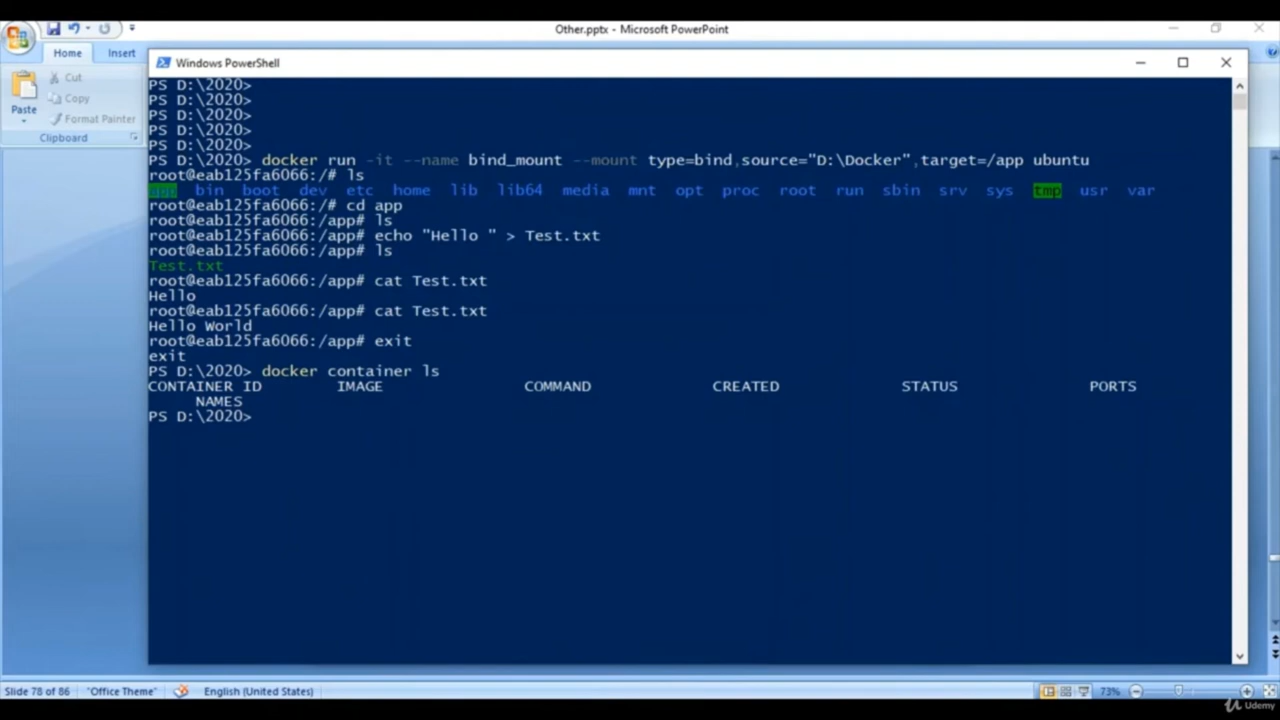 Other.pptx - Microsoft PowerPoint
Home Insert
Cut
Copy
Paste
Format Painter
Clipboard
Windows PowerShell
PS D:\2020>
PS D:\2020>
PS D:\2020>
PS D:\2020>
PS D:\2020>
PS D:\2020> docker run -it --name bind_mount --mount type=bind,source="D:\Docker",target=/app ubuntu
root@eab125fa6066:/# ls
app bin boot dev etc home lib lib64 media mnt opt proc root run sbin srv sys tmp usr var
root@eab125fa6066:/# cd app
root@eab125fa6066:/app# ls
root@eab125fa6066:/app# echo "Hello " > Test.txt
root@eab125fa6066:/app# ls
Test.txt
root@eab125fa6066:/app# cat Test.txt
Hello
root@eab125fa6066:/app# cat Test.txt
Hello World
root@eab125fa6066:/app# exit
exit
PS D:\2020> docker container ls
CONTAINER ID IMAGE COMMAND CREATED STATUS PORTS
NAMES
PS D:\2020>
Slide 78 of 86 "Office Theme" English (United States) 73%
Udemy